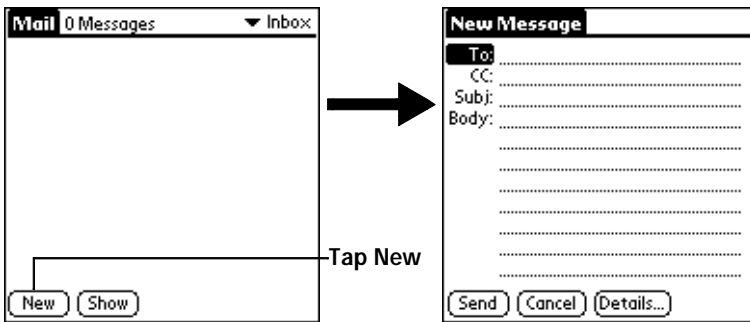 Mail 0 Messages Inbox
Tap New
New Show
New Message
To:
CC:
Subj:
Body:
Send Cancel Details...